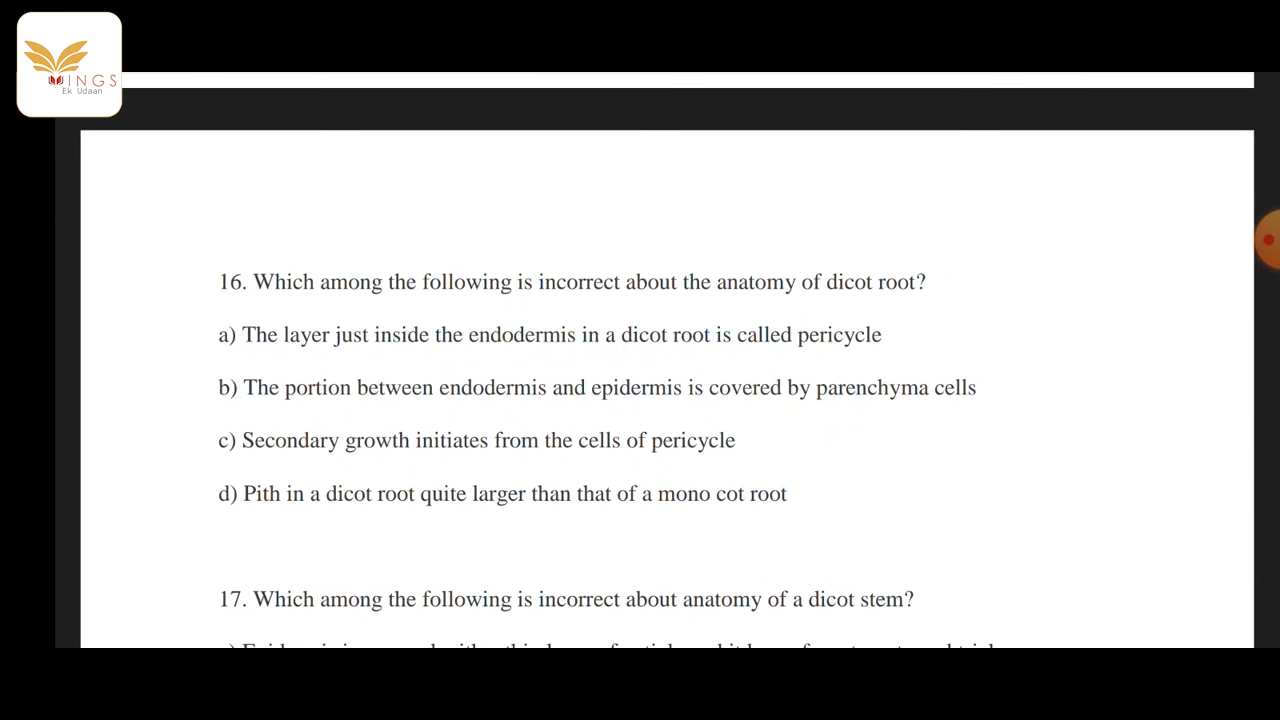 WINGS
Ek Udaan
16. Which among the following is incorrect about the anatomy of dicot root?
a) The layer just inside the endodermis in a dicot root is called pericycle
b) The portion between endodermis and epidermis is covered by parenchyma cells
c) Secondary growth initiates from the cells of pericycle
d) Pith in a dicot root quite larger than that of a mono cot root
17. Which among the following is incorrect about anatomy of a dicot stem?